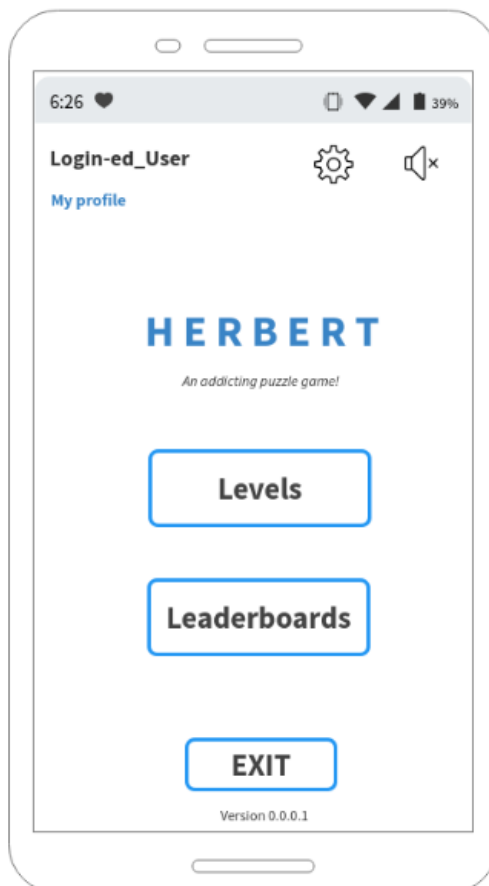 6:26 39%
Login-ed_User
My profile
HERBERT
An addicting puzzle game!
Levels
Leaderboards
EXIT
Version 0.0.0.1